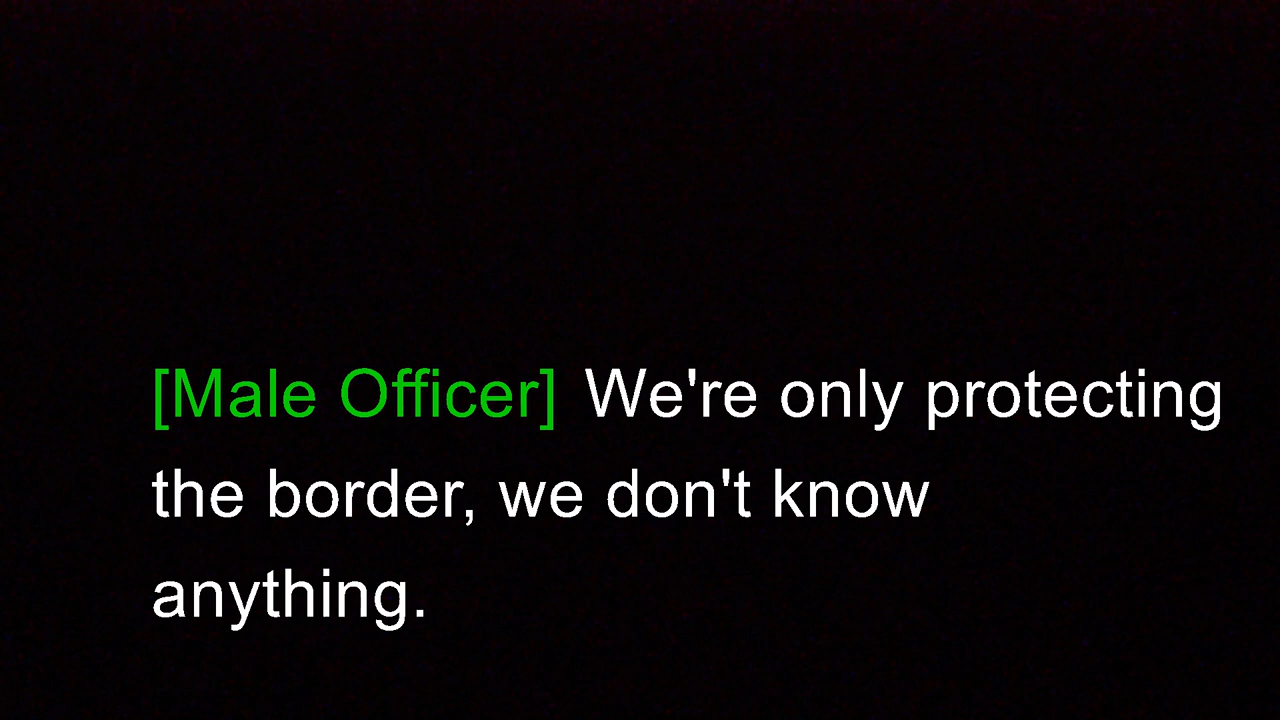 [Male Officer] We're only protecting
the border, we don't know
anything.